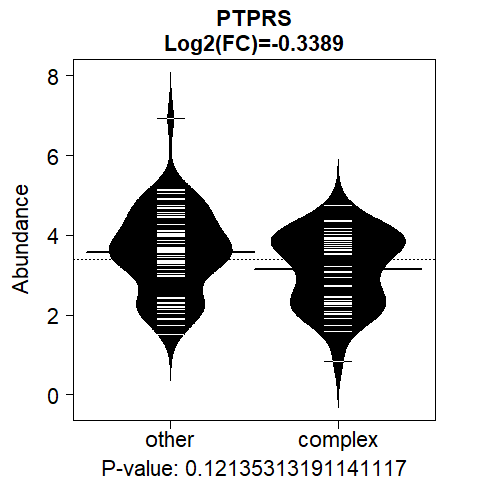 PTPRS
Log2(FC)=-0.3389
Abundance
8
6
4
2
0
other complex
P-value: 0.12135313191141117